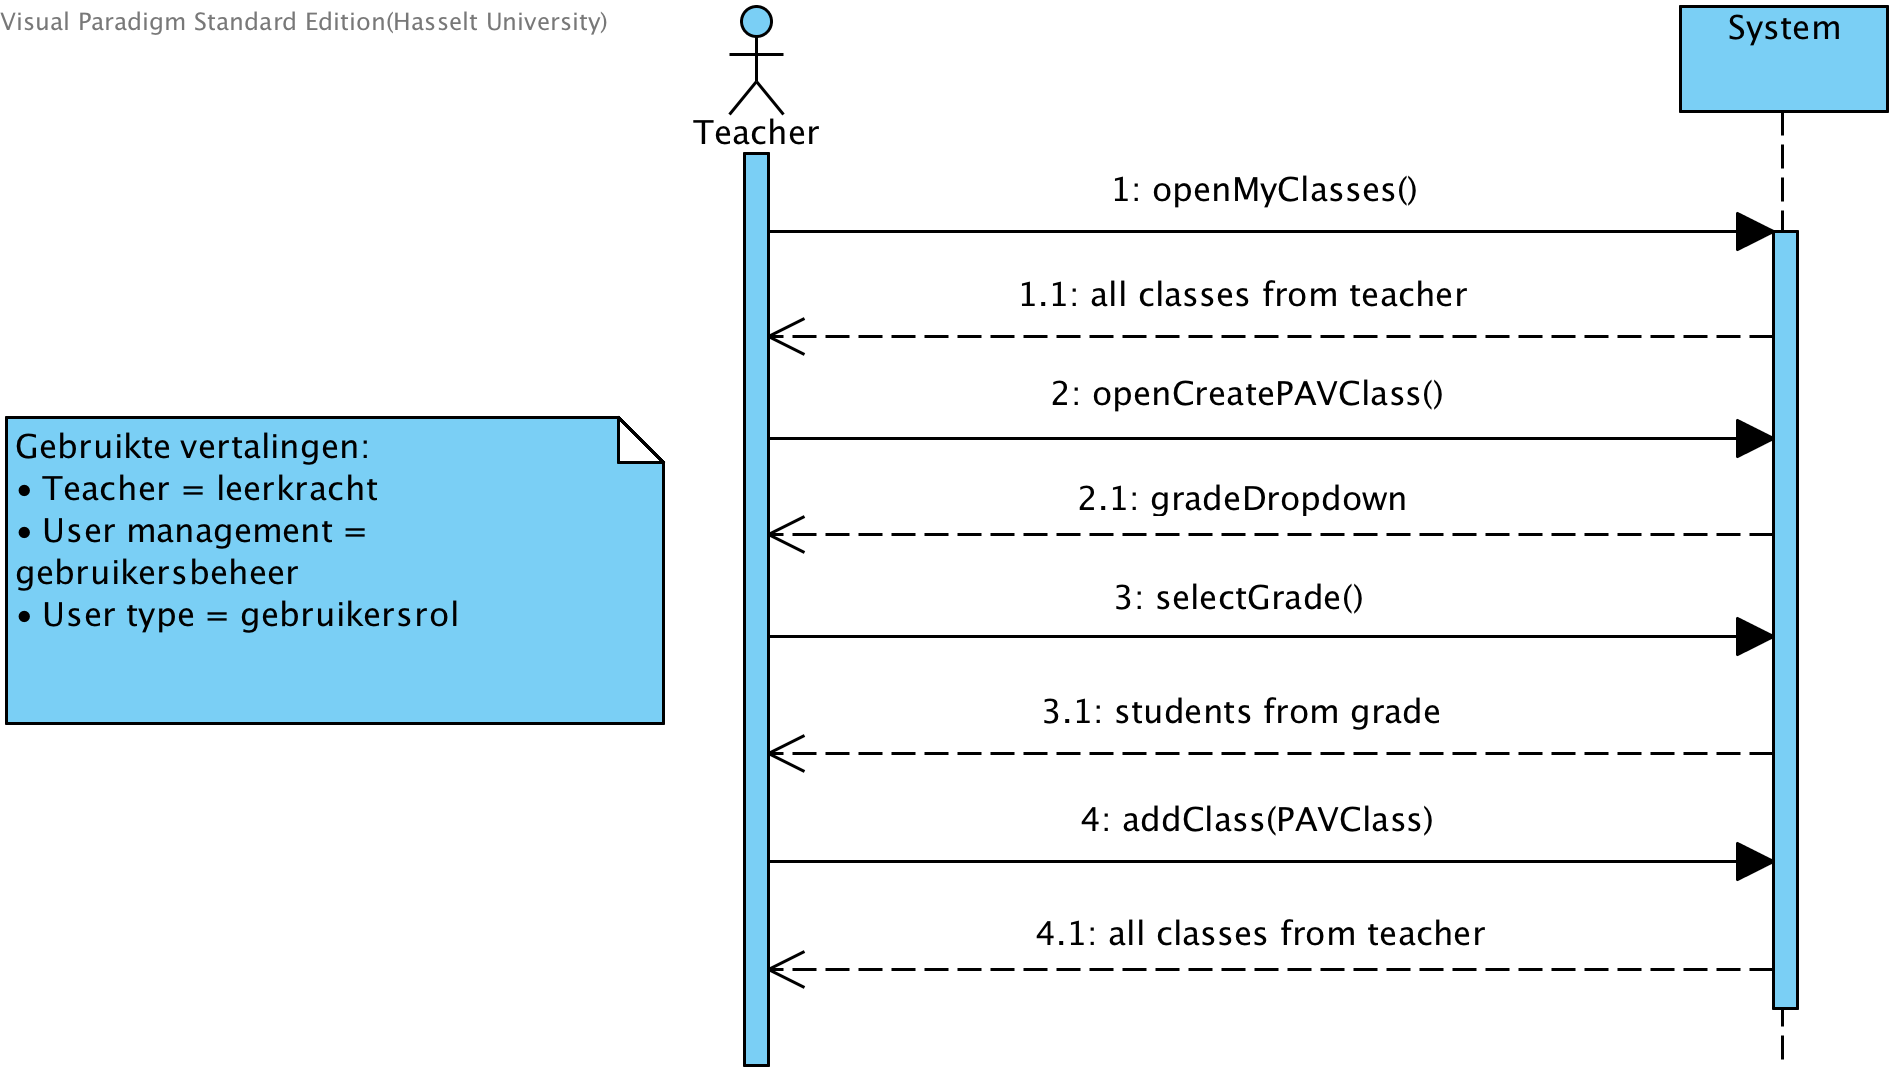 Visual Paradigm Standard Edition(Hasselt University)
System
Teacher
1: openMyClasses()
1.1: all classes from teacher
2: openCreatePAVClass()
Gebruikte vertalingen:
• Teacher = leerkracht
• User management =
gebruikersbeheer
• User type = gebruikersrol
2.1: gradeDropdown
3: selectGrade()
3.1: students from grade
4: addClass(PAVClass)
4.1: all classes from teacher